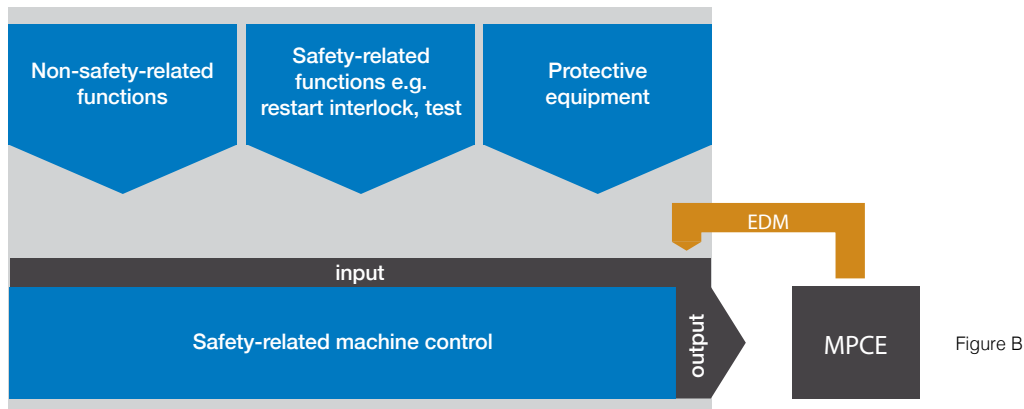 Non-safety-related
functions
Safety-related
functions e.g.
restart interlock, test
Protective
equipment
EDM
input
Safety-related machine control
output
MPCE
Figure B